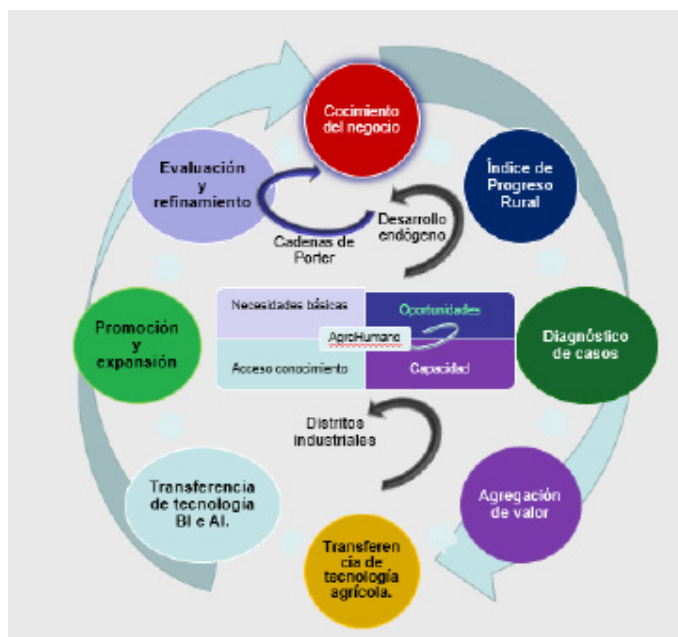 Cocimiento
del negocio
Evaluación
y
refinamiento
Índice de
Progreso
Rural
Desarrollo
endógeno
Cadenas de
Porter
Necesidades básicas
Oportunidades
AgroHumano
Acceso conocimiento
Capacidad
Promoción
y
expansión
Diagnóstico
de casos
Distritos
industriales
Transferencia
de tecnología
BI e AI.
Agregación
de valor
Transferen
cia de
tecnología
agrícola.